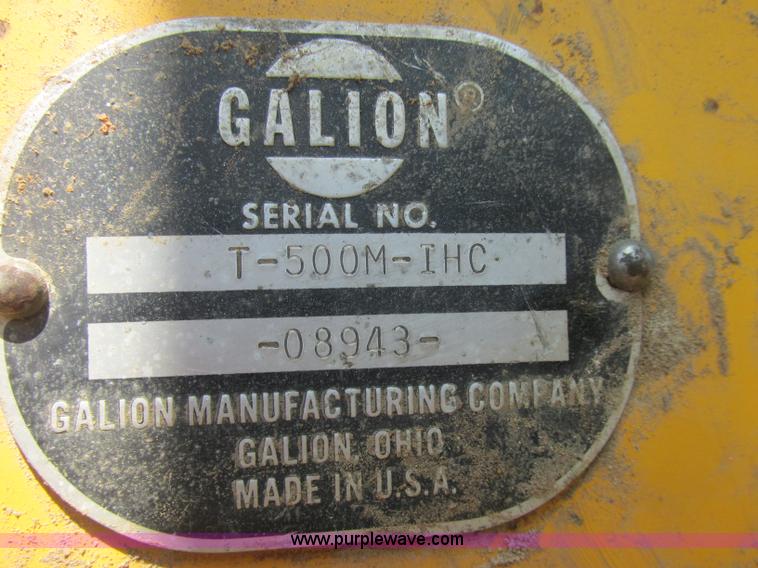 GALION®
SERIAL NO.
T-500M-IHC
-08943-
GALION MANUFACTURING COMPANY
GALION, OHIO
MADE IN U.S.A.
www.purplewave.com